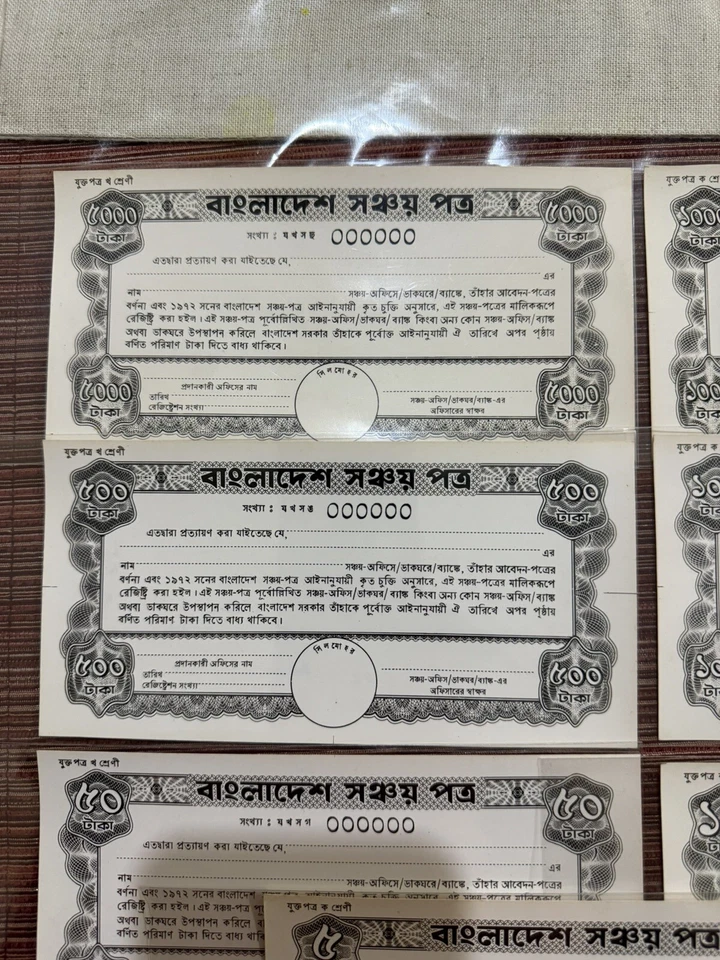 যুক্তপত্র খ শ্রেণী
বাংলাদেশ সঞ্চয় পত্র
৫০০০ টাকা
৫০০০ টাকা
সংখ্যা : য খ স ছ 000000
এতদ্বারা প্রত্যায়ণ করা যাইতেছে যে,
এর
নাম সঞ্চয়-অফিসে/ডাকঘরে/ব্যাঙ্কে, তাঁহার আবেদন-পত্রের
বর্ণনা এবং ১৯৭২ সনের বাংলাদেশ সঞ্চয়-পত্র আইনানুযায়ী কৃত চুক্তি অনুসারে, এই সঞ্চয়-পত্রের মালিকরূপে
রেজিষ্ট্রি করা হইল। এই সঞ্চয়-পত্র পূর্বোল্লিখিত সঞ্চয়-অফিস/ডাকঘর/ ব্যাঙ্ক কিংবা অন্য কোন সঞ্চয়-অফিস/ব্যাঙ্ক
অথবা ডাকঘরে উপস্থাপন করিলে বাংলাদেশ সরকার তাঁহাকে পূর্বোক্ত আইনানুযায়ী ঐ তারিখে অপর পৃষ্ঠায়
বর্ণিত পরিমাণ টাকা দিতে বাধ্য থাকিবে।
সিলমোহর
প্রদানকারী অফিসের নাম
তারিখ
রেজিষ্ট্রেশন সংখ্যা
সঞ্চয়-অফিস/ডাকঘর/ব্যাঙ্ক-এর
অফিসারের স্বাক্ষর
৫০০০ টাকা
৫০০০ টাকা
যুক্তপত্র খ শ্রেণী
বাংলাদেশ সঞ্চয় পত্র
৫০০ টাকা
৫০০ টাকা
সংখ্যা : য খ স ঙ 000000
এতদ্বারা প্রত্যায়ণ করা যাইতেছে যে,
এর
নাম সঞ্চয়-অফিসে/ডাকঘরে/ব্যাঙ্কে, তাঁহার আবেদন-পত্রের
বর্ণনা এবং ১৯৭২ সনের বাংলাদেশ সঞ্চয়-পত্র আইনানুযায়ী কৃত চুক্তি অনুসারে, এই সঞ্চয়-পত্রের মালিকরূপে
রেজিষ্ট্রি করা হইল। এই সঞ্চয়-পত্র পূর্বোল্লিখিত সঞ্চয়-অফিস/ডাকঘর/ ব্যাঙ্ক কিংবা অন্য কোন সঞ্চয়-অফিস/ব্যাঙ্ক
অথবা ডাকঘরে উপস্থাপন করিলে বাংলাদেশ সরকার তাঁহাকে পূর্বোক্ত আইনানুযায়ী ঐ তারিখে অপর পৃষ্ঠায়
বর্ণিত পরিমাণ টাকা দিতে বাধ্য থাকিবে।
সিলমোহর
প্রদানকারী অফিসের নাম
তারিখ
রেজিষ্ট্রেশন সংখ্যা
সঞ্চয়-অফিস/ডাকঘর/ব্যাঙ্ক-এর
অফিসারের স্বাক্ষর
৫০০ টাকা
৫০০ টাকা
যুক্তপত্র খ শ্রেণী
বাংলাদেশ সঞ্চয় পত্র
৫০ টাকা
৫০ টাকা
সংখ্যা : য খ স গ 000000
এতদ্বারা প্রত্যায়ণ করা যাইতেছে যে,
এর
নাম সঞ্চয়-অফিসে/ডাকঘরে/ব্যাঙ্কে, তাঁহার আবেদন-পত্রের
বর্ণনা এবং ১৯৭২ সনের বাংলাদেশ
রেজিষ্ট্রি করা হইল। এই সঞ্চয়-পত্র
অথবা ডাকঘরে উপস্থাপন করিলে
বর্ণিত পরিমাণ টাকা দিতে বাধ্য
যুক্তপত্র ক শ্রেণী
৫
বাংলাদেশ সঞ্চয় পত্র
যুক্তপত্র ক শ্রেণী
টাকা
যুক্তপত্র ক
টাকা
যুক্তপত্র
টাকা